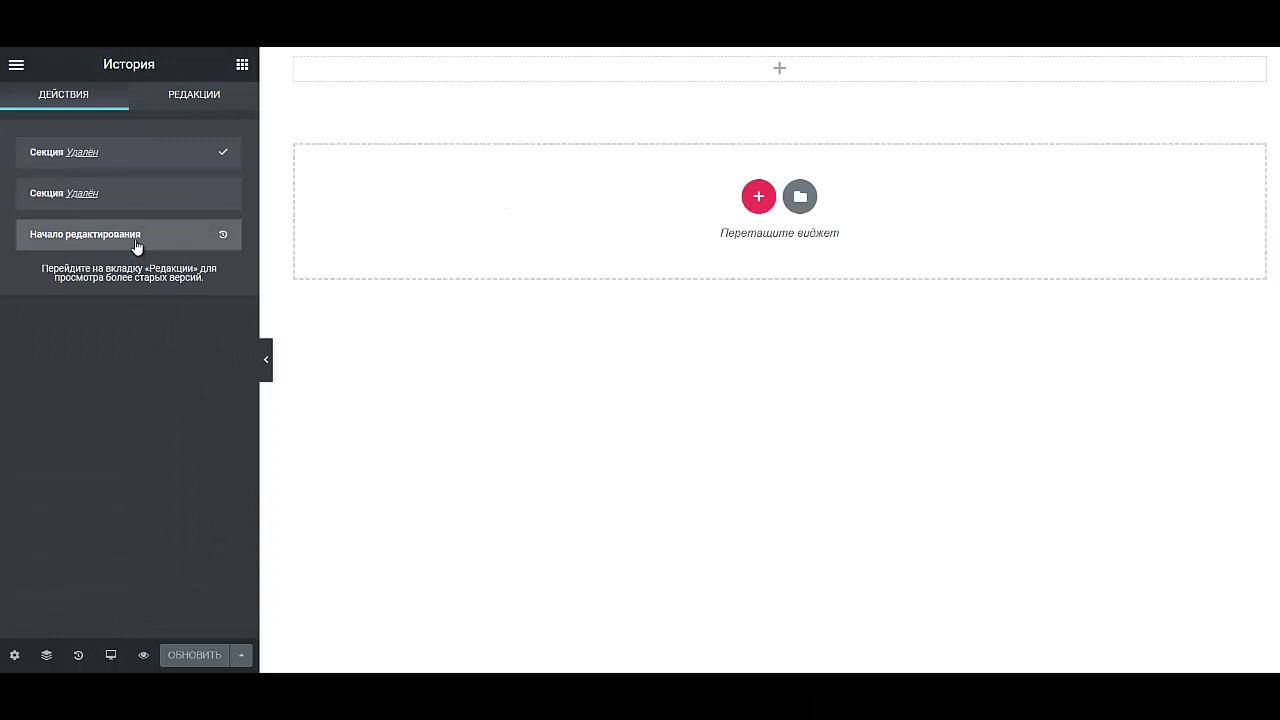 История
ДЕЙСТВИЯ
РЕДАКЦИИ
Секция Удалён
Секция Удалён
Начало редактирования
Перейдите на вкладку «Редакции» для
просмотра более старых версий.
Перетащите виджет
ОБНОВИТЬ